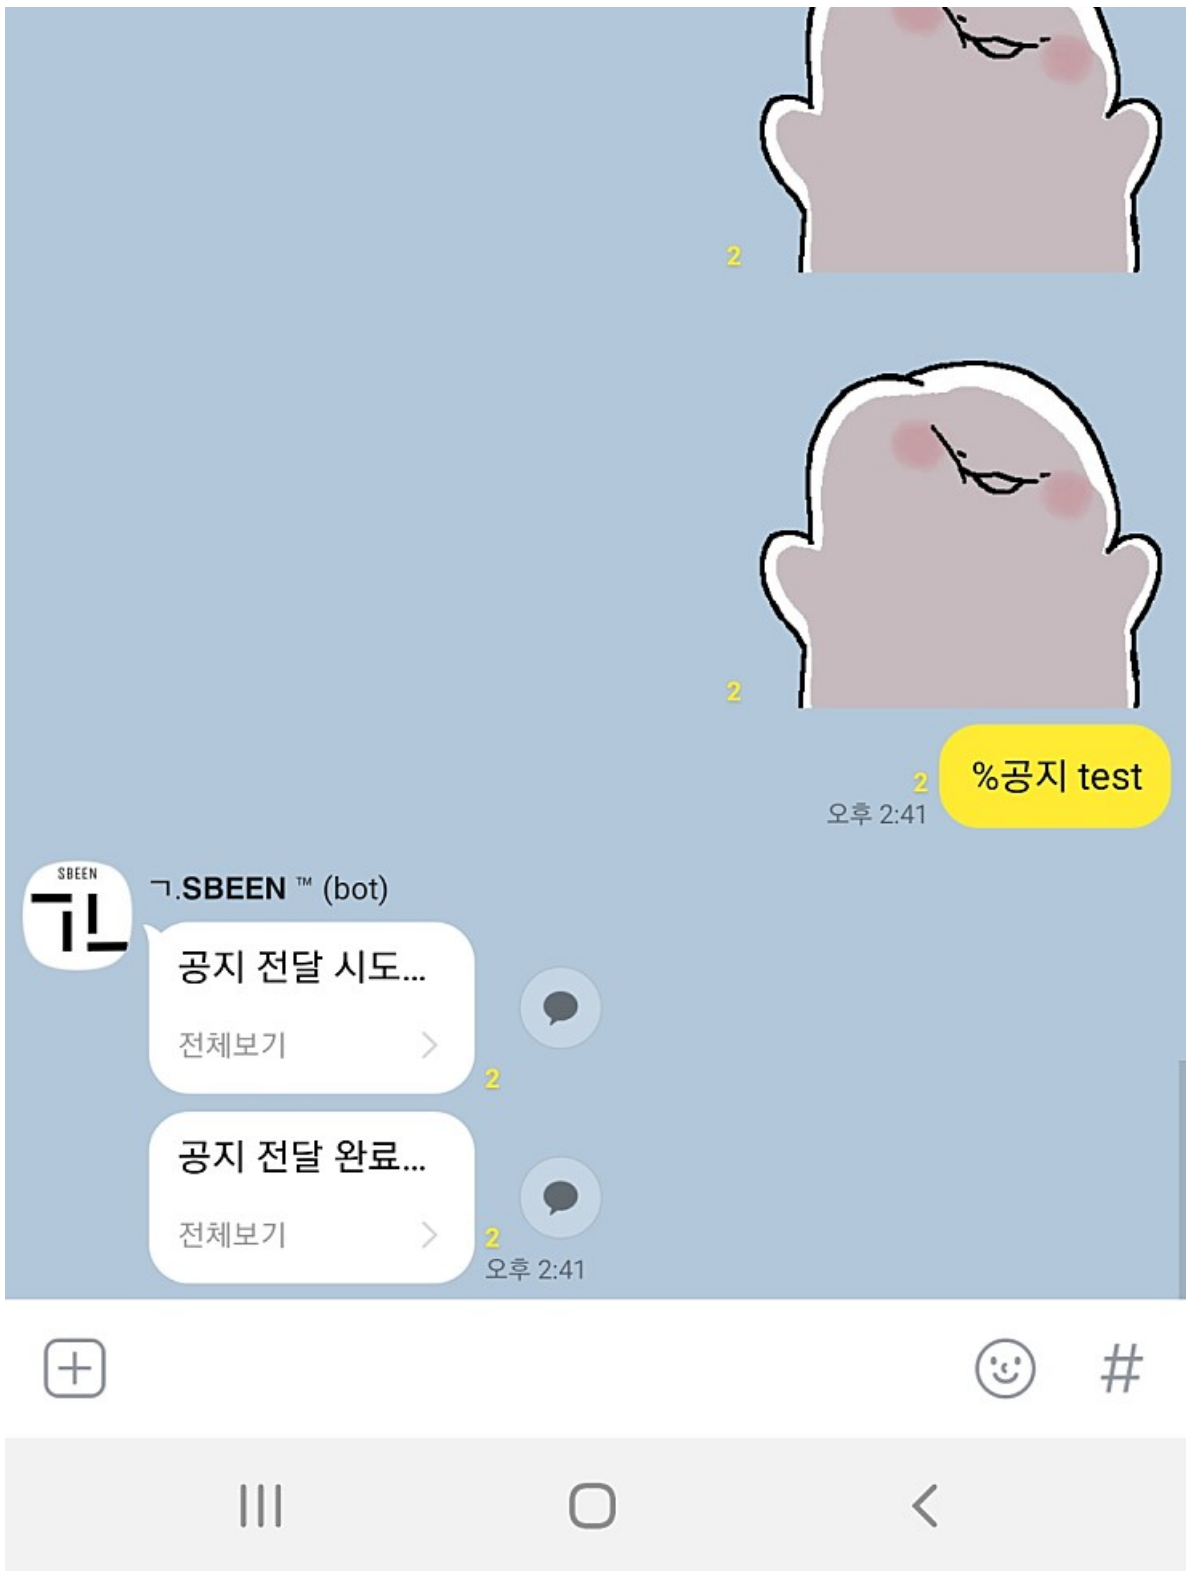 2
2
%공지 test
2
오후 2:41
SBEEN
ㄱㄴ
ㄱ.SBEEN ™ (bot)
공지 전달 시도...
전체보기
2
공지 전달 완료...
전체보기
2
오후 2:41
#